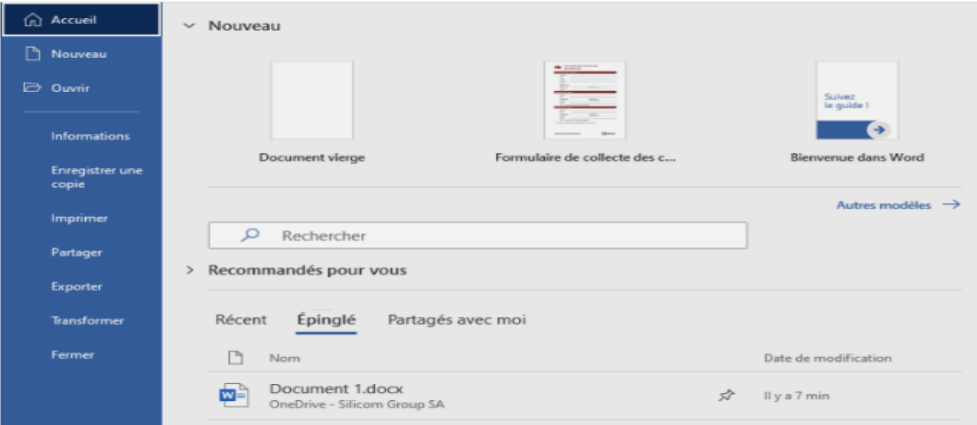 Accueil
Nouveau
Ouvrir
Informations
Enregistrer une
copie
Imprimer
Partager
Exporter
Transformer
Fermer
Nouveau
Suivez
le guide !
Document vierge
Formulaire de collecte des c...
Bienvenue dans Word
Autres modèles
Rechercher
Recommandés pour vous
Récent
Épinglé
Partagés avec moi
Nom
Date de modification
W
Document 1.docx
OneDrive - Silicom Group SA
Il y a 7 min